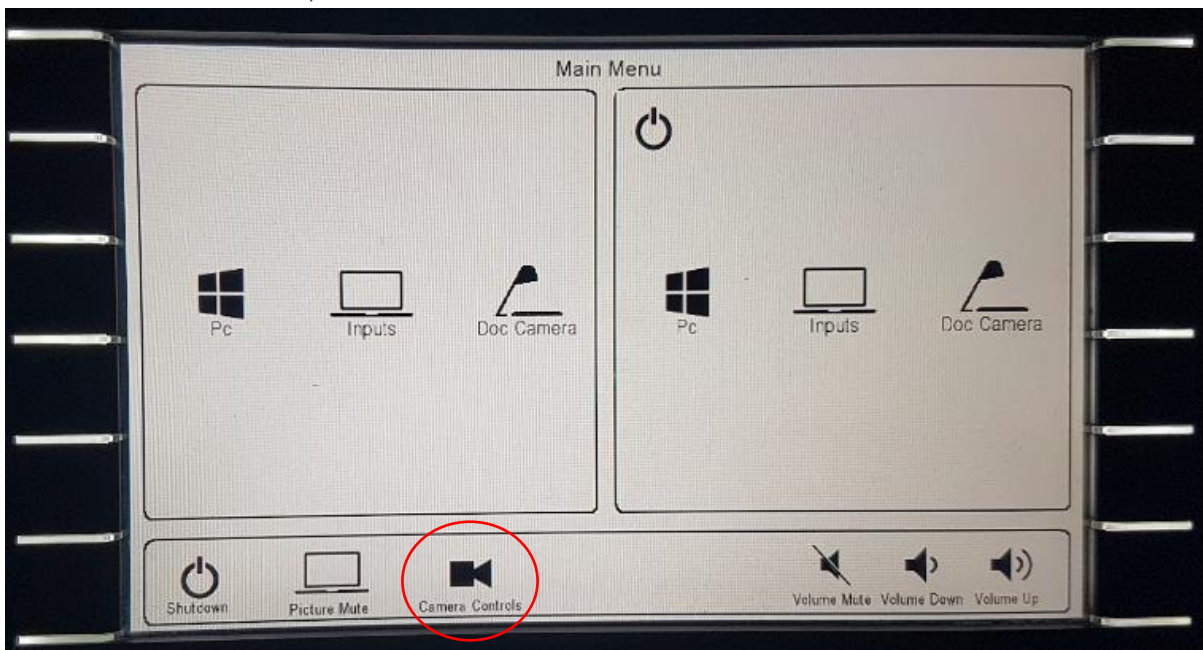 Main Menu
Pc Inputs Doc Camera
Pc Inputs Doc Camera
Shutdown Picture Mute Camera Controls Volume Mute Volume Down Volume Up